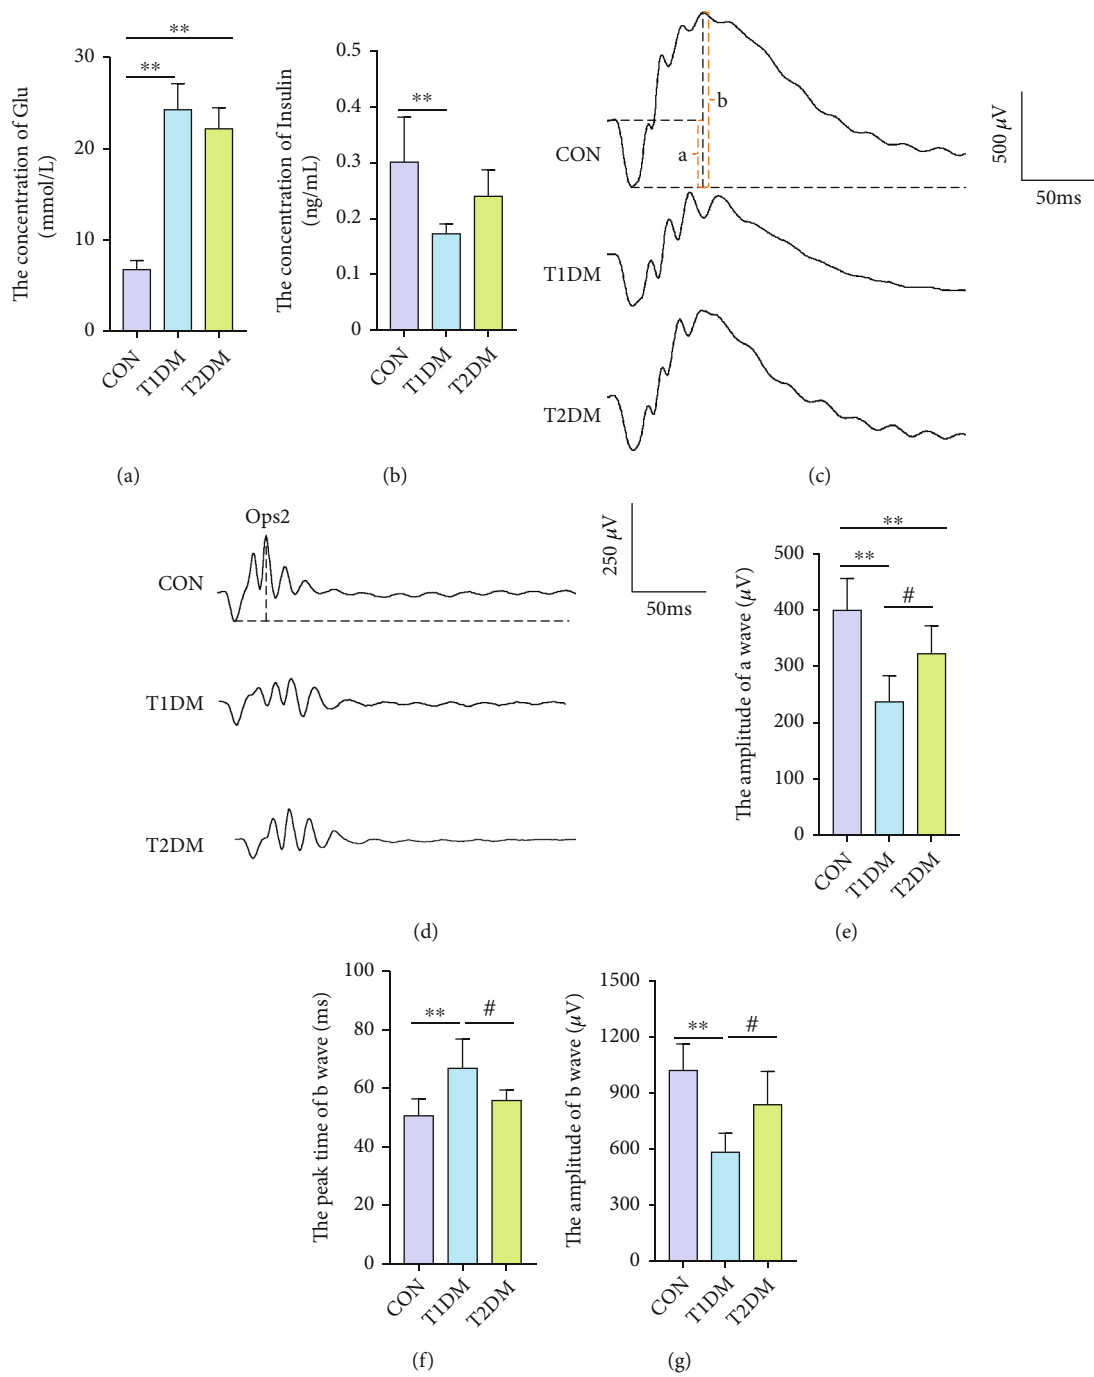 The concentration of Glu
(mmol/L)
30
20
10
0
**
**
CON
T1DM
T2DM
(a)
The concentration of Insulin
(ng/mL)
0.5
0.4
0.3
0.2
0.1
0
**
CON
T1DM
T2DM
(b)
CON
a
b
T1DM
T2DM
500 μV
50ms
(c)
Ops2
CON
T1DM
T2DM
250 μV
50ms
(d)
The amplitude of a wave (μV)
500
400
300
200
100
0
**
**
#
CON
T1DM
T2DM
(e)
The peak time of b wave (ms)
100
80
60
40
20
0
**
#
CON
T1DM
T2DM
(f)
The amplitude of b wave (μV)
1500
1200
900
600
300
0
**
#
CON
T1DM
T2DM
(g)